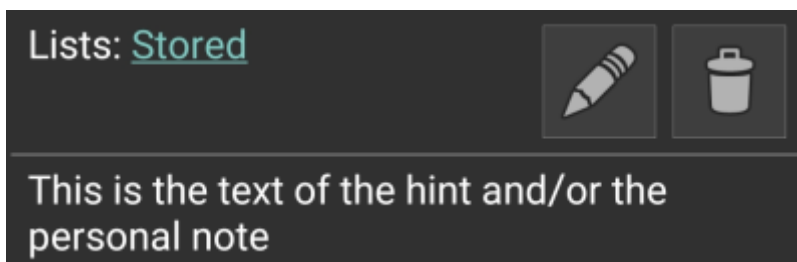 Lists: Stored
This is the text of the hint and/or the
personal note